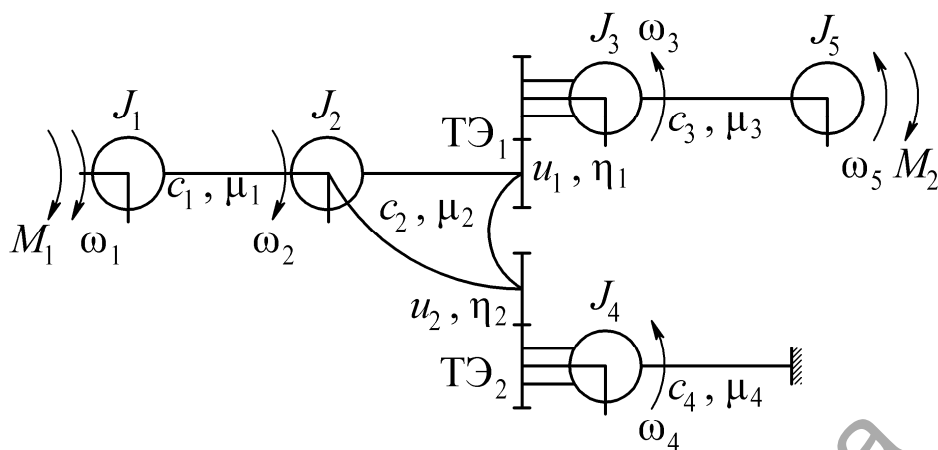 J₃ ω₃ J₅
J₁ J₂
ТЭ₁ c₃ , μ₃
c₁ , μ₁ u₁ , η₁ ω₅ M₂
c₂ , μ₂
M₁ ω₁ ω₂
u₂ , η₂ J₄
ТЭ₂ c₄ , μ₄
ω₄
a